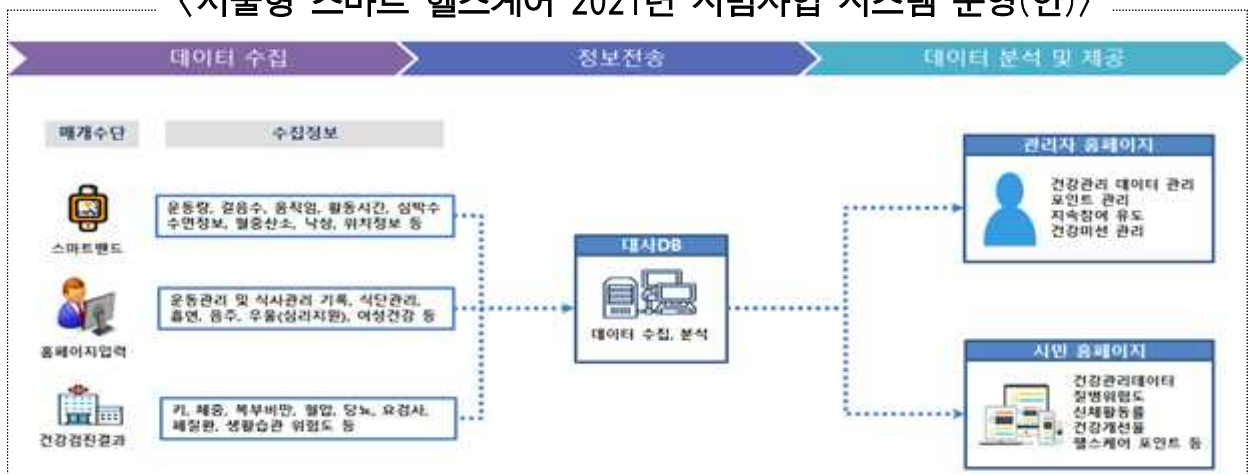 <서울형 스마트 헬스케어 2021년 시범사업 시스템 운영(안)>
데이터 수집
정보전송
데이터 분석 및 제공
매개수단
수집정보
스마트밴드
운동량, 걸음수, 움직임, 활동시간, 심박수
수면정보, 혈중산소, 낙상, 위치정보 등
홈페이지입력
운동관리 및 식사관리 기록, 식단관리,
흡연, 음주, 우울(심리지원), 여성건강 등
건강검진결과
키, 체중, 복부비만, 혈압, 당뇨, 요검사,
폐질환, 생활습관 위험도 등
대사DB
데이터 수집, 분석
관리자 홈페이지
건강관리 데이터 관리
포인트 관리
지속참여 유도
건강미션 관리
시민 홈페이지
건강관리데이터
질병위험도
신체활동률
건강개선율
헬스케어 포인트 등